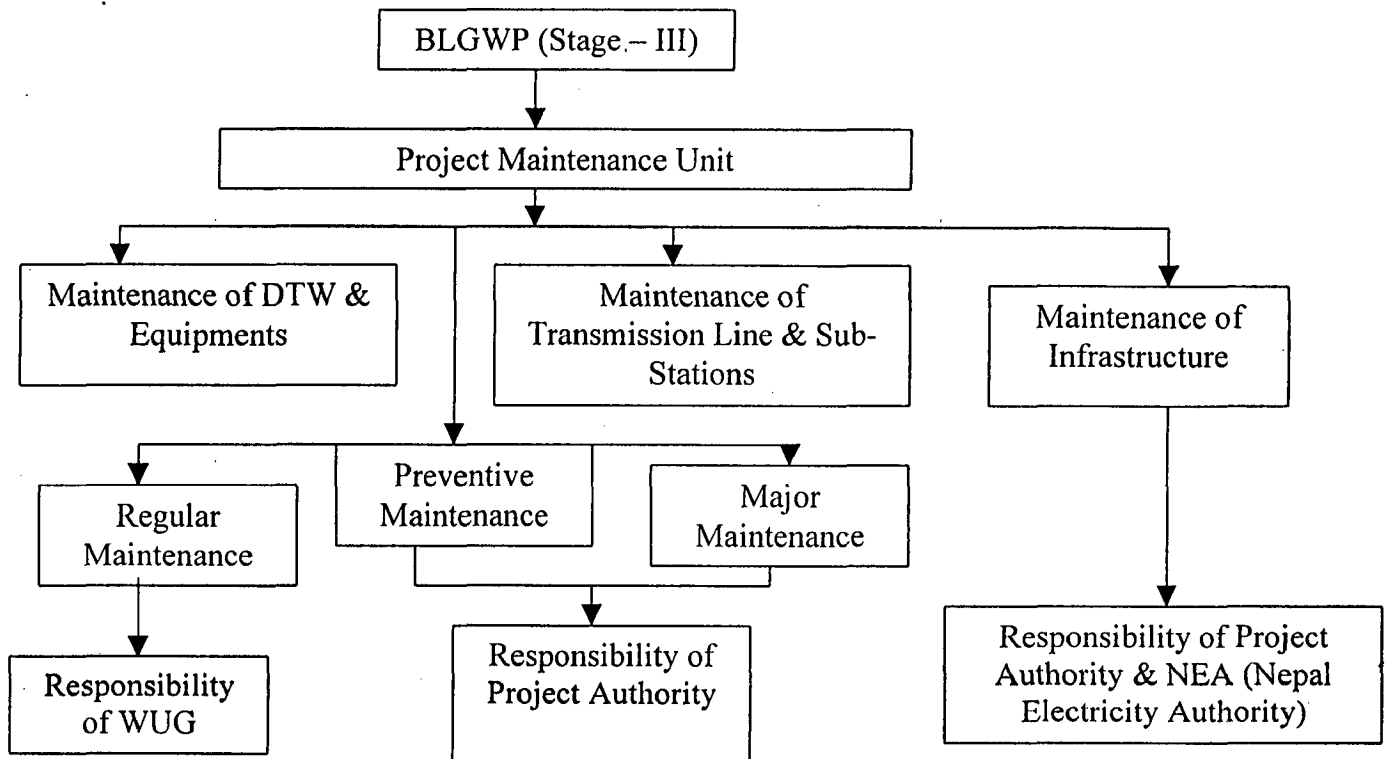 BLGWP (Stage – III)
Project Maintenance Unit
Maintenance of DTW &
Equipments
Maintenance of
Transmission Line & Sub-
Stations
Maintenance of
Infrastructure
Regular
Maintenance
Preventive
Maintenance
Major
Maintenance
Responsibility
of WUG
Responsibility of
Project Authority
Responsibility of Project
Authority & NEA (Nepal
Electricity Authority)